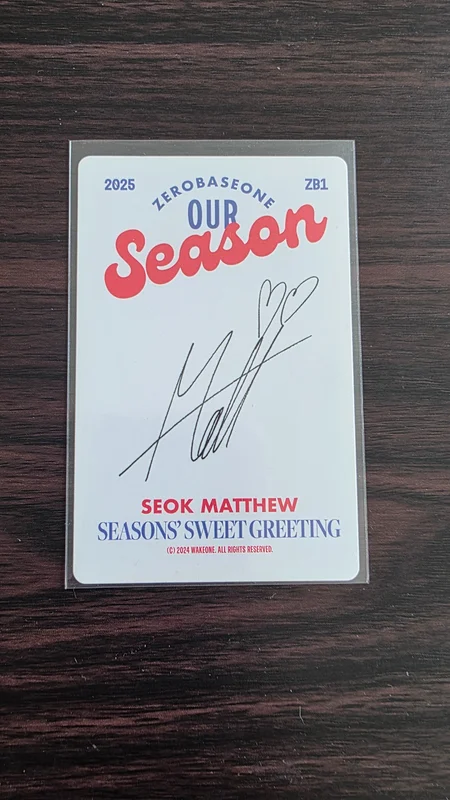 2025 ZB1
ZEROBASEONE
OUR
Season
Matt
SEOK MATTHEW
SEASONS' SWEET GREETING
(C) 2024 WAKEONE. ALL RIGHTS RESERVED.